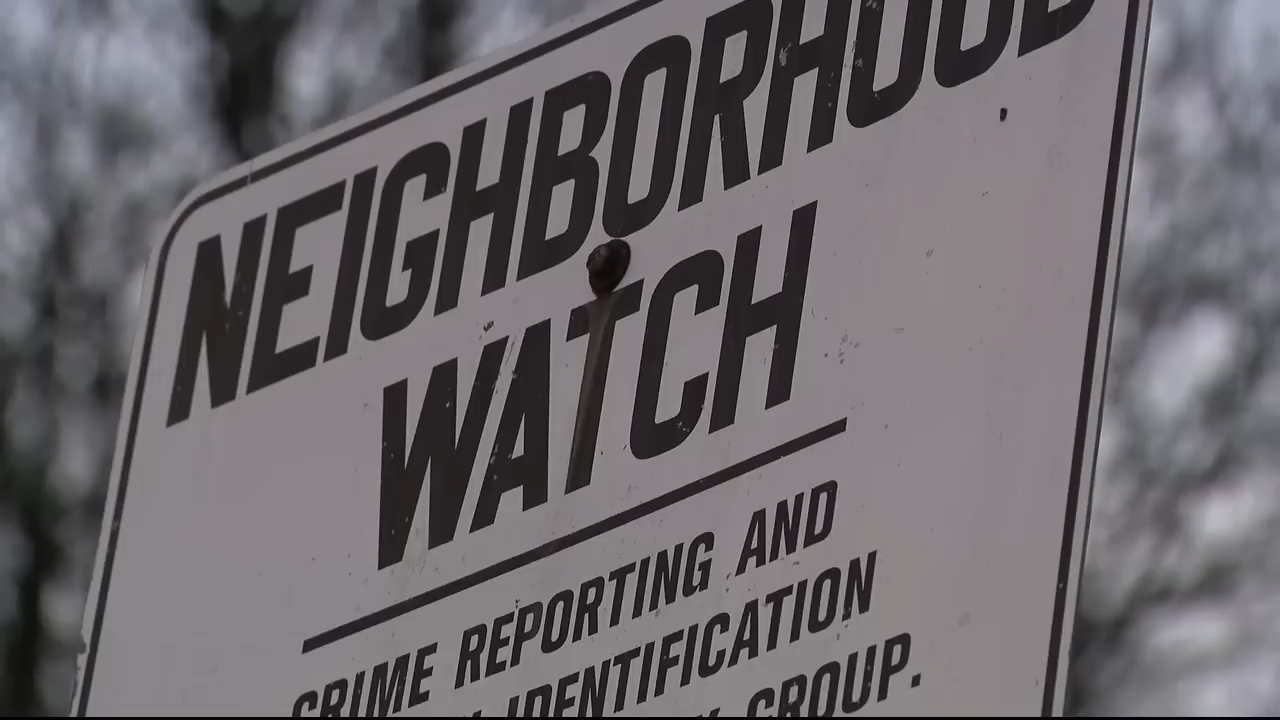 NEIGHBORHOOD
WATCH
CRIME REPORTING AND
IDENTIFICATION
GROUP.